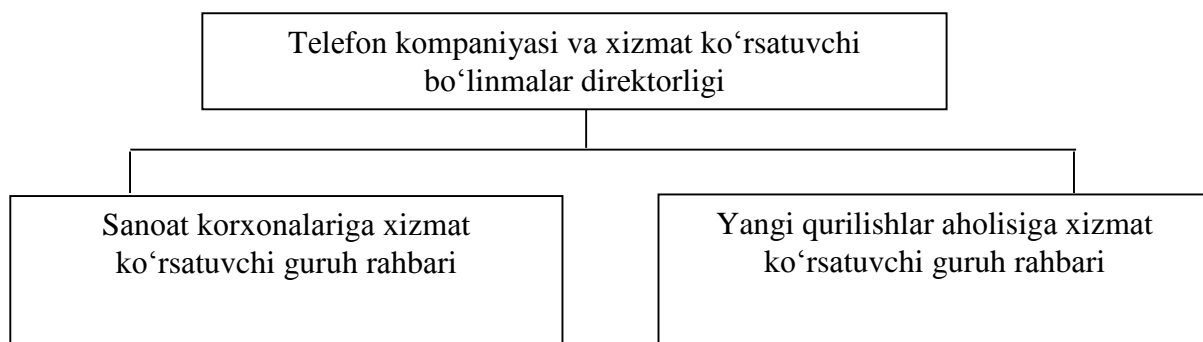 Telefon kompaniyasi va xizmat ko‘rsatuvchi
bo‘linmalar direktorligi
Sanoat korxonalariga xizmat
ko‘rsatuvchi guruh rahbari
Yangi qurilishlar aholisiga xizmat
ko‘rsatuvchi guruh rahbari